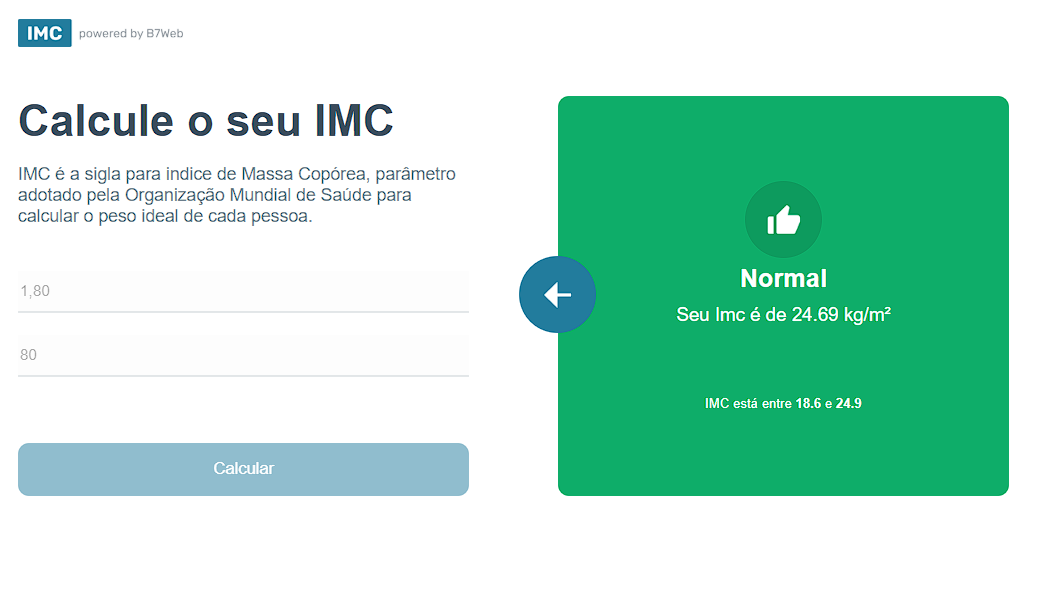 IMC powered by B7Web
Calcule o seu IMC
IMC é a sigla para indice de Massa Copórea, parâmetro
adotado pela Organização Mundial de Saúde para
calcular o peso ideal de cada pessoa.
1,80
80
Calcular
Normal
Seu Imc é de 24.69 kg/m²
IMC está entre 18.6 e 24.9